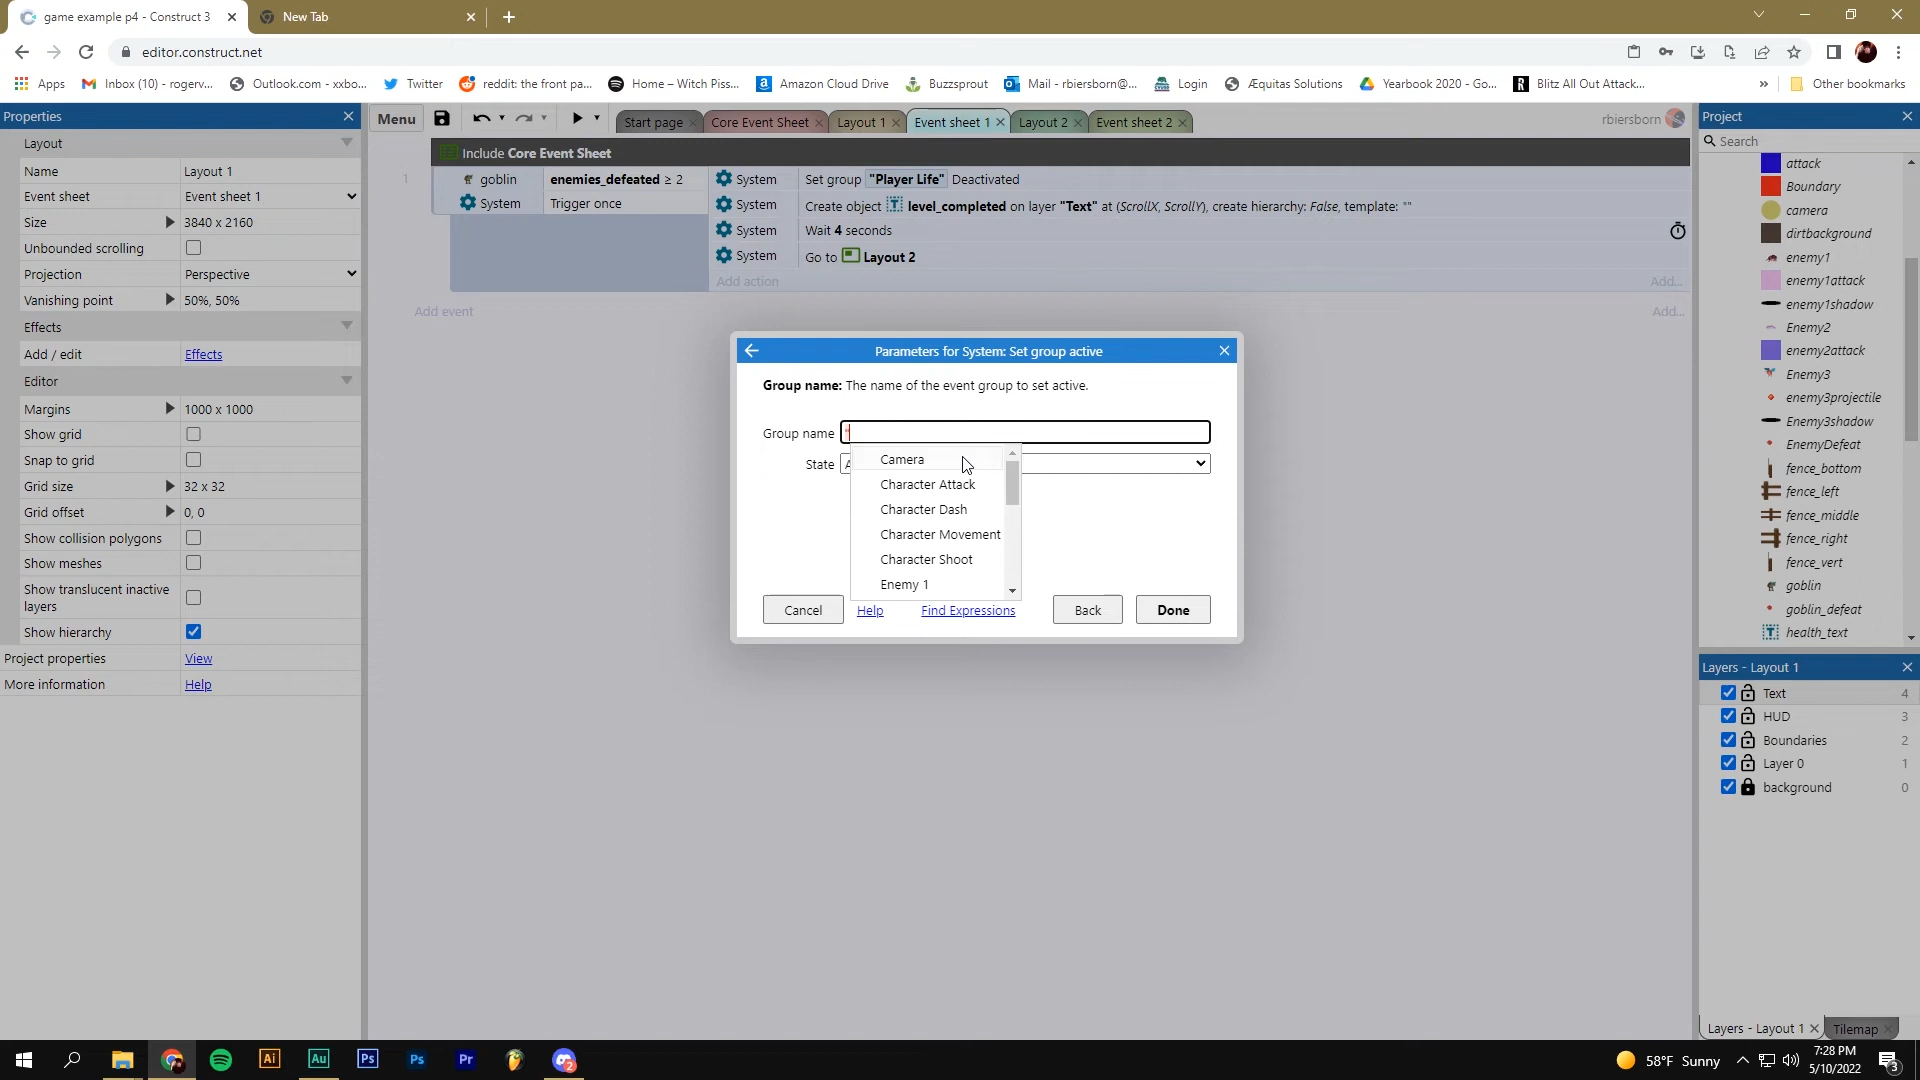 game example p4 - Construct 3
New Tab
editor.construct.net
Apps
Inbox (10) - rogerv...
Outlook.com - xxbo...
Twitter
reddit: the front pa...
Home – Witch Piss...
Amazon Cloud Drive
Buzzsprout
Mail - rbiersborn@...
Login
Æquitas Solutions
Yearbook 2020 - Go...
Blitz All Out Attack...
»
Other bookmarks
Properties
Layout
Name Layout 1
Event sheet Event sheet 1
Size 3840 x 2160
Unbounded scrolling
Projection Perspective
Vanishing point 50%, 50%
Effects
Add / edit Effects
Editor
Margins 1000 x 1000
Show grid
Snap to grid
Grid size 32 x 32
Grid offset 0, 0
Show collision polygons
Show meshes
Show translucent inactive
layers
Show hierarchy
Project properties View
More information Help
Menu
Start page
Core Event Sheet
Layout 1
Event sheet 1
Layout 2
Event sheet 2
rbiersborn
Include Core Event Sheet
1
goblin enemies_defeated ≥ 2
System Trigger once
System Set group "Player Life" Deactivated
System Create object T level_completed on layer "Text" at (ScrollX, ScrollY), create hierarchy: False, template: ""
System Wait 4 seconds
System Go to Layout 2
Add action Add...
Add event Add...
Parameters for System: Set group active
Group name: The name of the event group to set active.
Group name "
State A
Camera
Character Attack
Character Dash
Character Movement
Character Shoot
Enemy 1
Cancel
Help
Find Expressions
Back
Done
Project
Search
attack
Boundary
camera
dirtbackground
enemy1
enemy1attack
enemy1shadow
Enemy2
enemy2attack
Enemy3
enemy3projectile
Enemy3shadow
EnemyDefeat
fence_bottom
fence_left
fence_middle
fence_right
fence_vert
goblin
goblin_defeat
T health_text
Layers - Layout 1
Text 4
HUD 3
Boundaries 2
Layer 0 1
background 0
Layers - Layout 1
Tilemap
Ai
Au
Ps
Ps
Pr
2
58°F Sunny
7:28 PM
5/10/2022
3